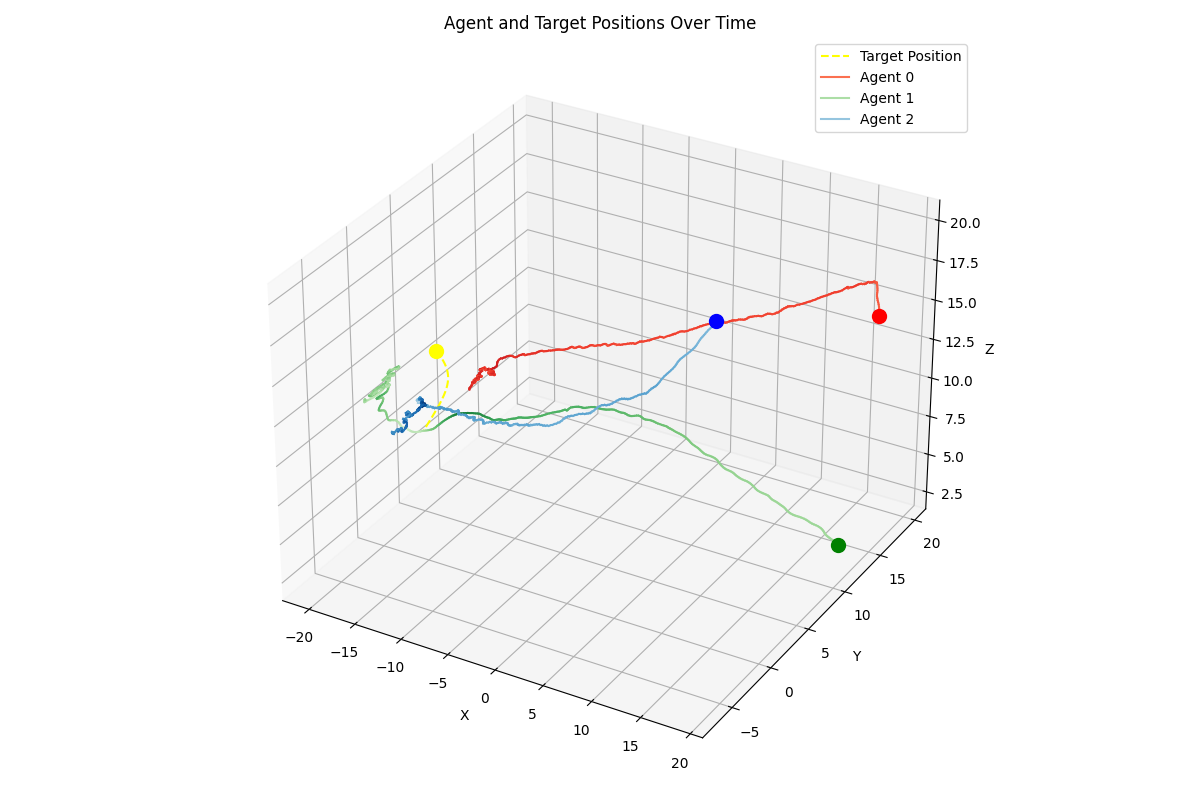 Agent and Target Positions Over Time
Target Position
Agent 0
Agent 1
Agent 2
20.0
17.5
15.0
12.5
10.0
7.5
5.0
2.5
Z
20
15
10
5
0
−5
Y
−20
−15
−10
−5
0
5
10
15
20
X